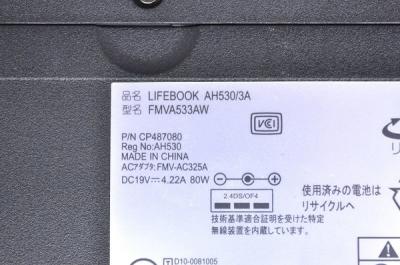 品名 LIFEBOOK AH530/3A
型名 FMVA533AW
VCCI
P/N CP487080
Reg No:AH530
MADE IN CHINA
ACアダプタ: FMV-AC325A
DC19V⎓4.22A 80W
2.4DS/OF4
技術基準適合証明を受けた特定
無線装置を内蔵しています。
使用済みの電池は
リサイクルへ
リ
T D10-0081005